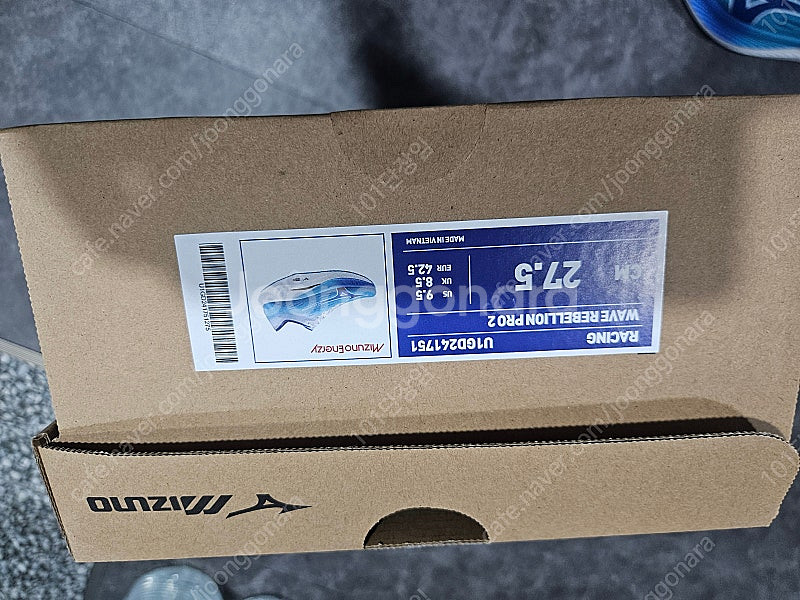 RACING U1GD241751
WAVE REBELLION PRO 2
CM 27.5
US 9.5
UK 8.5
EUR 42.5
MADE IN VIETNAM
MizunoEnerzy
MIZUNO
joonggonara
cafe.naver.com/joonggonara